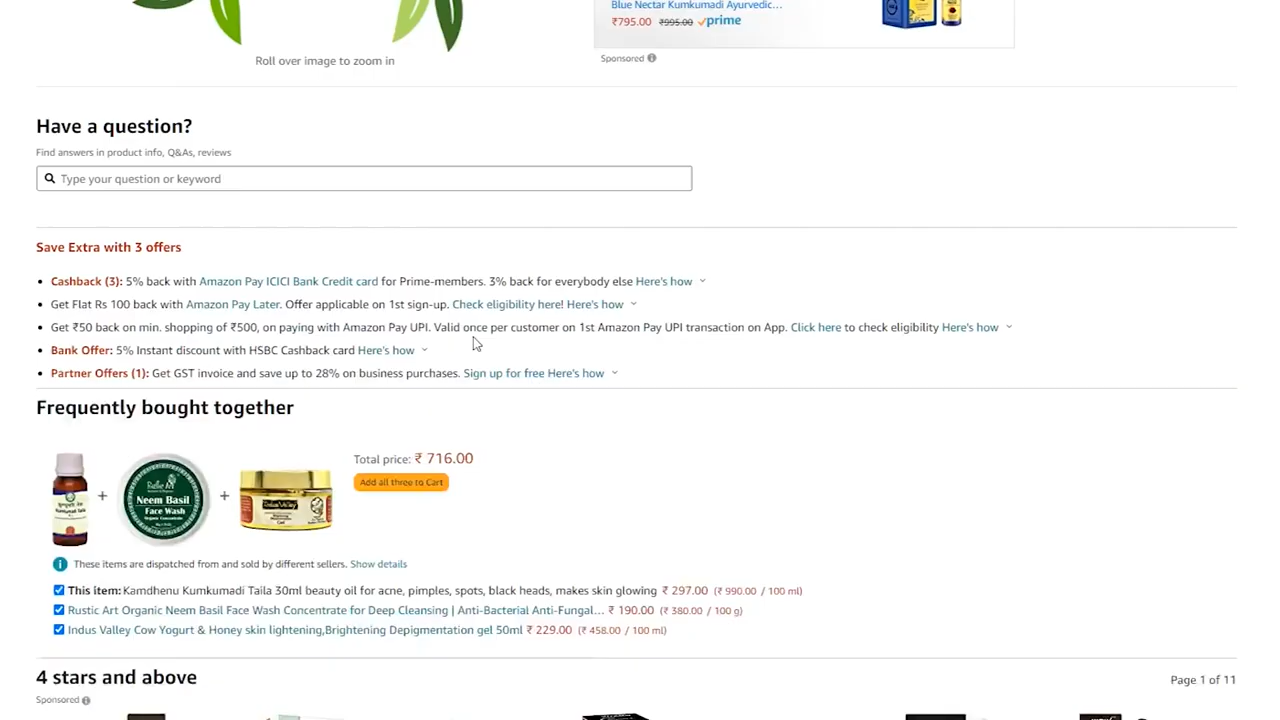 Blue Nectar Kumkumadi Ayurvedic...
₹795.00 ₹995.00 prime
Roll over image to zoom in
Sponsored
Have a question?
Find answers in product info, Q&As, reviews
Type your question or keyword
Save Extra with 3 offers
Cashback (3): 5% back with Amazon Pay ICICI Bank Credit card for Prime-members. 3% back for everybody else Here's how
Get Flat Rs 100 back with Amazon Pay Later. Offer applicable on 1st sign-up. Check eligibility here! Here's how
Get ₹50 back on min. shopping of ₹500, on paying with Amazon Pay UPI. Valid once per customer on 1st Amazon Pay UPI transaction on App. Click here to check eligibility Here's how
Bank Offer: 5% Instant discount with HSBC Cashback card Here's how
Partner Offers (1): Get GST invoice and save up to 28% on business purchases. Sign up for free Here's how
Frequently bought together
Total price: ₹ 716.00
Add all three to Cart
Neem Basil
Face Wash
Organic Concentrate
These items are dispatched from and sold by different sellers. Show details
This item: Kamdhenu Kumkumadi Taila 30ml beauty oil for acne, pimples, spots, black heads, makes skin glowing ₹ 297.00 (₹ 990.00 / 100 ml)
Rustic Art Organic Neem Basil Face Wash Concentrate for Deep Cleansing | Anti-Bacterial Anti-Fungal... ₹ 190.00 (₹ 380.00 / 100 g)
Indus Valley Cow Yogurt & Honey skin lightening,Brightening Depigmentation gel 50ml ₹ 229.00 (₹ 458.00 / 100 ml)
4 stars and above
Page 1 of 11
Sponsored